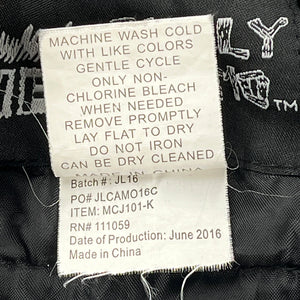 MACHINE WASH COLD
WITH LIKE COLORS
GENTLE CYCLE
ONLY NON-
CHLORINE BLEACH
WHEN NEEDED
REMOVE PROMPTLY
LAY FLAT TO DRY
DO NOT IRON
CAN BE DRY CLEANED
Batch #: JL16
PO#JLCAMO16C
ITEM: MCJ101-K
RN# 111059
Date of Production: June 2016
Made in China
LY
TM